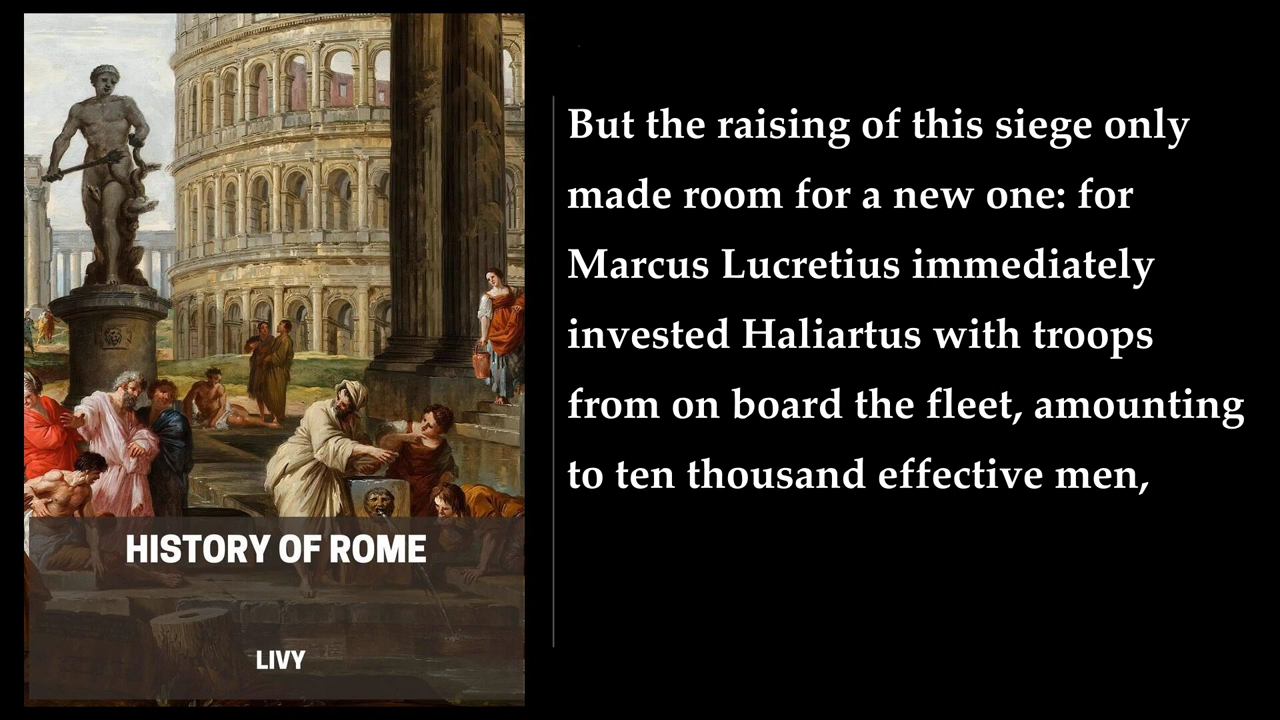 HISTORY OF ROME
LIVY
But the raising of this siege only
made room for a new one: for
Marcus Lucretius immediately
invested Haliartus with troops
from on board the fleet, amounting
to ten thousand effective men,